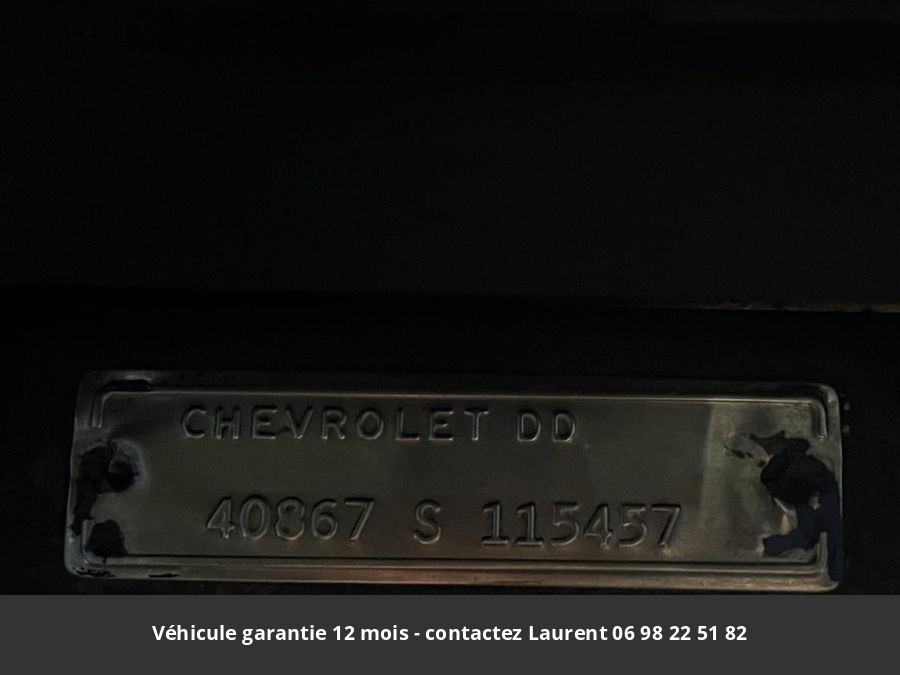 CHEVROLET DD
40867 S 115457
Véhicule garantie 12 mois - contactez Laurent 06 98 22 51 82